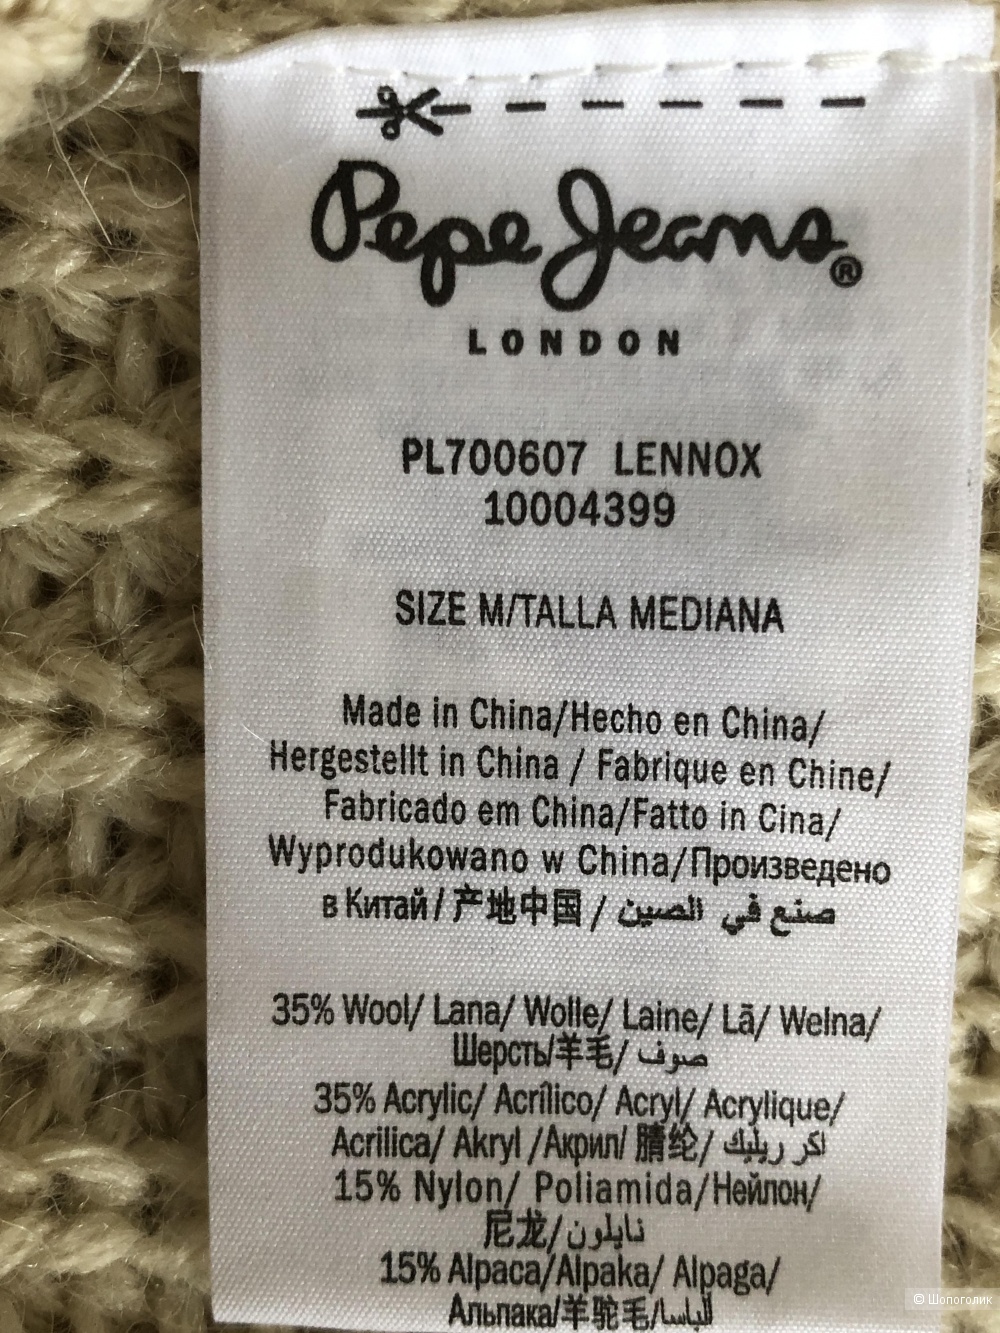 Pepe Jeans®
LONDON
PL700607 LENNOX
10004399
SIZE M/TALLA MEDIANA
Made in China/Hecho en China/
Hergestellt in China / Fabrique en Chine/
Fabricado em China/Fatto in Cina/
Wyprodukowano w China/Произведено
в Китай/产地中国/ صنع في الصين
35% Wool/ Lana/ Wolle/ Laine/ Lã/ Welna/
Шерсть/羊毛/ صوف
35% Acrylic/ Acrílico/ Acryl/ Acrylique/
Acrilica/ Akryl /Акрил/ 腈纶/ اكر ريليك
15% Nylon/ Poliamida/Нейлон/
尼龙/نايلون
15% Alpaca/Alpaka/ Alpaga/
Альпака/羊驼毛/الباسا
© Шопоголик